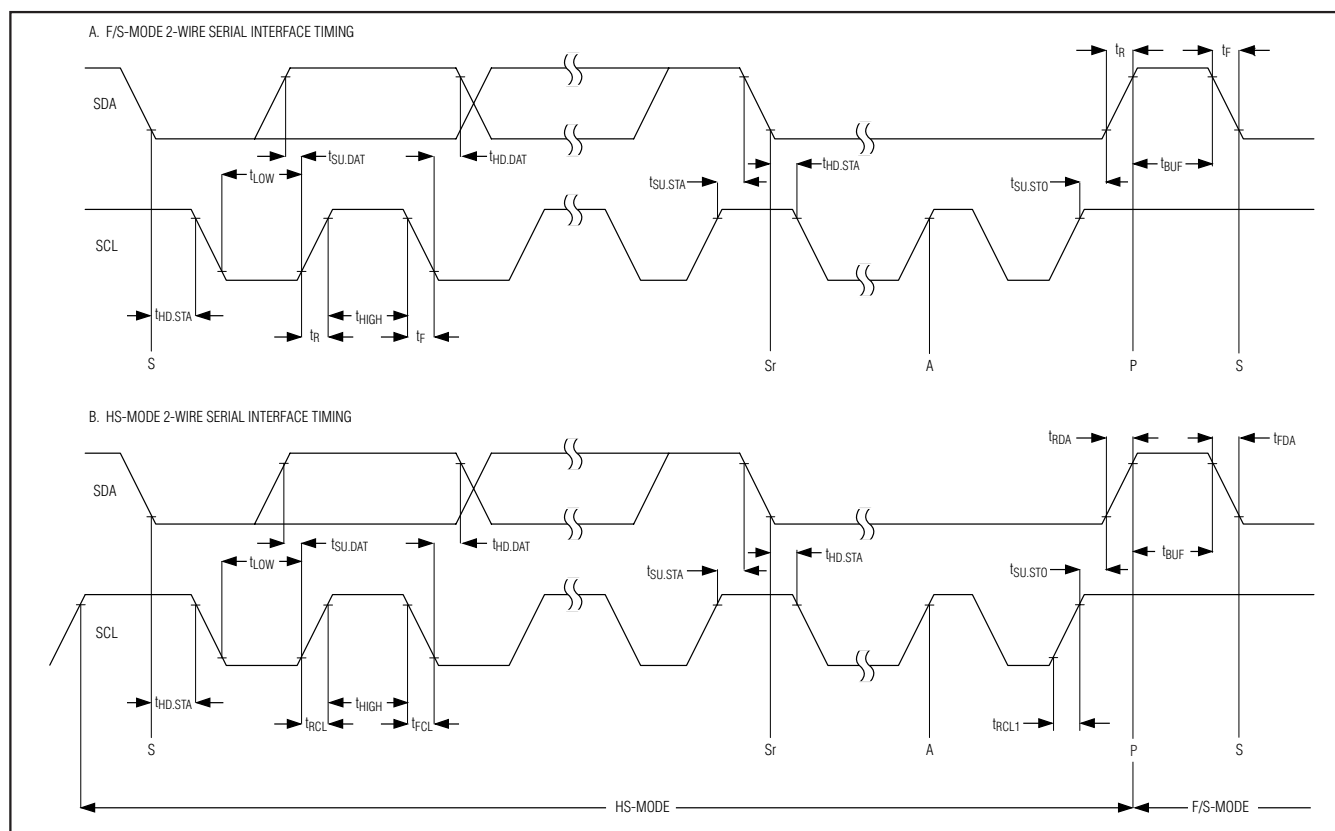 A. F/S-MODE 2-WIRE SERIAL INTERFACE TIMING
tR
tF
SDA
tSU.DAT
tHD.DAT
tHD.STA
tLOW
tSU.STA
tSU.STO
tBUF
SCL
tHD.STA
tR
tHIGH
tF
S
Sr
A
P
S
B. HS-MODE 2-WIRE SERIAL INTERFACE TIMING
tRDA
tFDA
SDA
tSU.DAT
tHD.DAT
tHD.STA
tLOW
tSU.STA
tSU.STO
tBUF
SCL
tHD.STA
tRCL
tHIGH
tFCL
tRCL1
S
Sr
A
P
S
HS-MODE
F/S-MODE